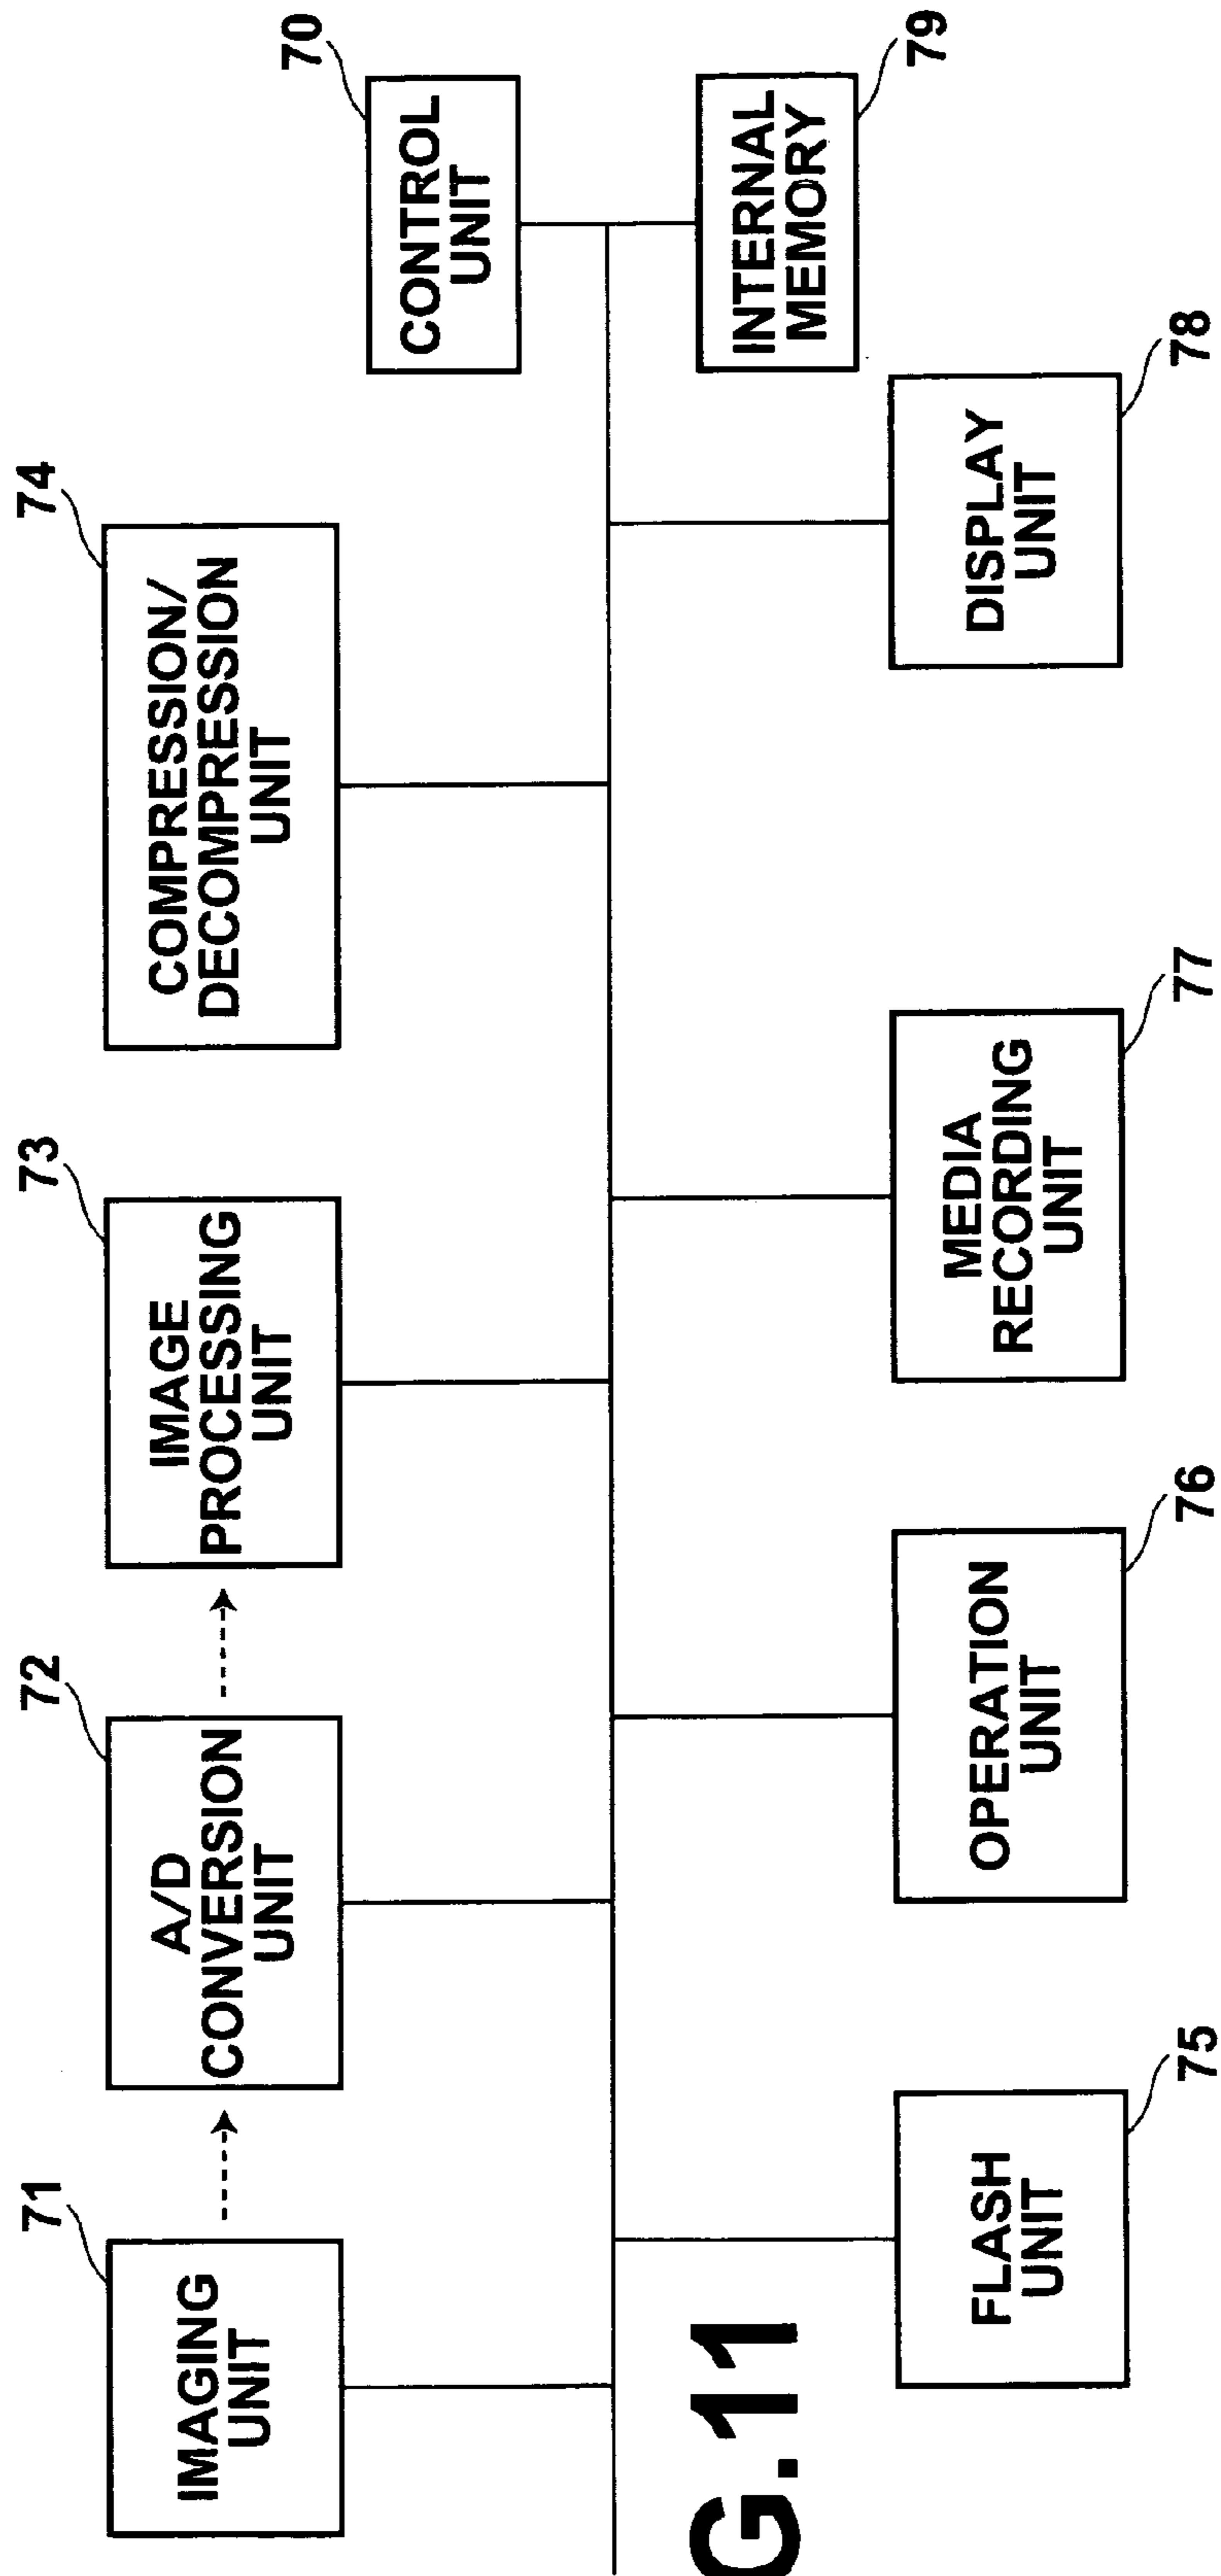 71
72
73
74
70
IMAGING
UNIT
A/D
CONVERSION
UNIT
IMAGE
PROCESSING
UNIT
COMPRESSION/
DECOMPRESSION
UNIT
CONTROL
UNIT
FLASH
UNIT
OPERATION
UNIT
MEDIA
RECORDING
UNIT
DISPLAY
UNIT
INTERNAL
MEMORY
75
76
77
78
79
G.11